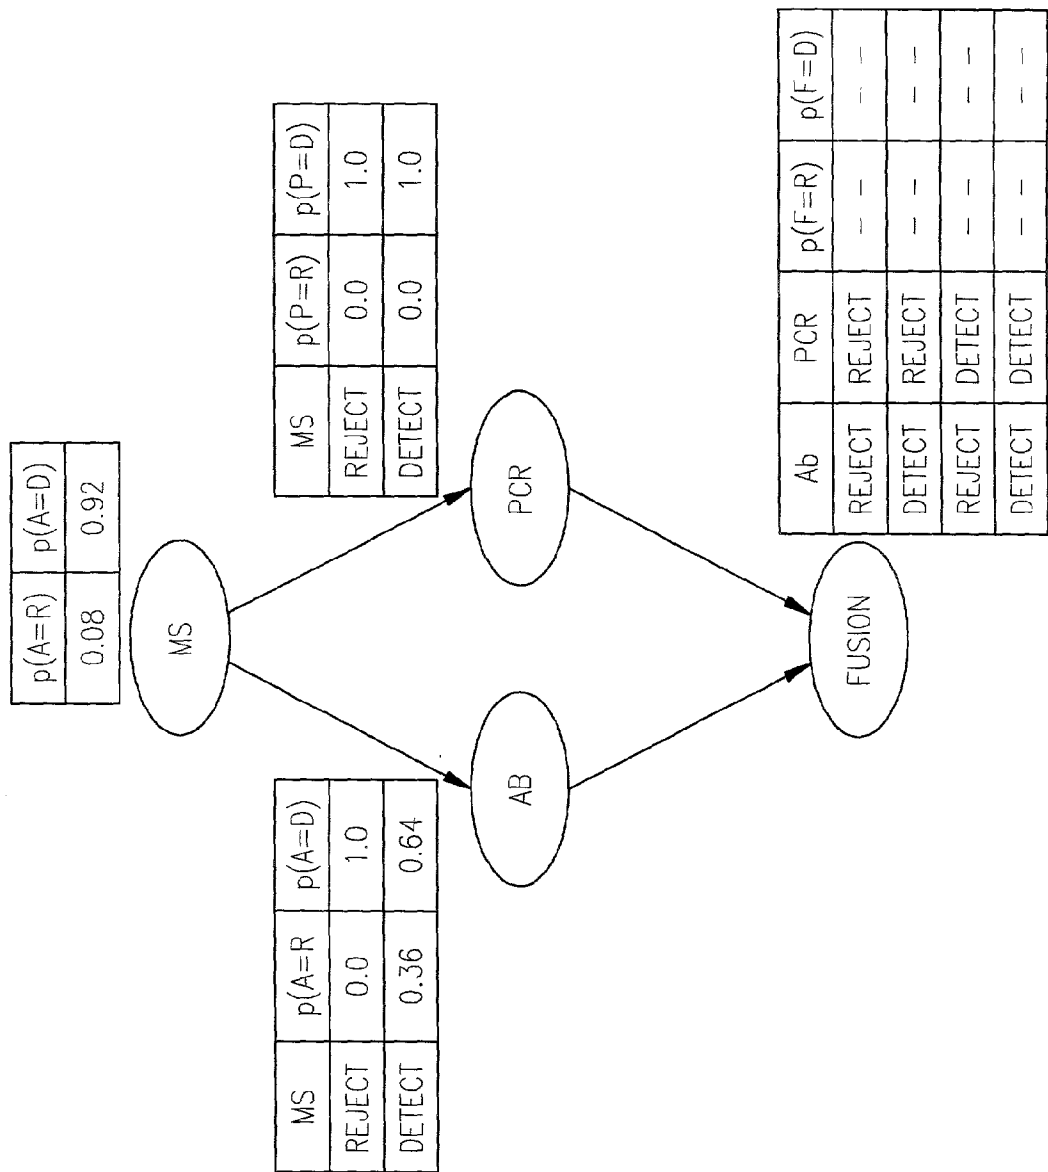 p(A=R) p(A=D)
0.08 0.92
MS
MS p(A=R p(A=D)
REJECT 0.0 1.0
DETECT 0.36 0.64
MS p(P=R) p(P=D)
REJECT 0.0 1.0
DETECT 0.0 1.0
AB
PCR
FUSION
Ab PCR p(F=R) p(F=D)
REJECT REJECT -- --
DETECT REJECT -- --
REJECT DETECT -- --
DETECT DETECT -- --